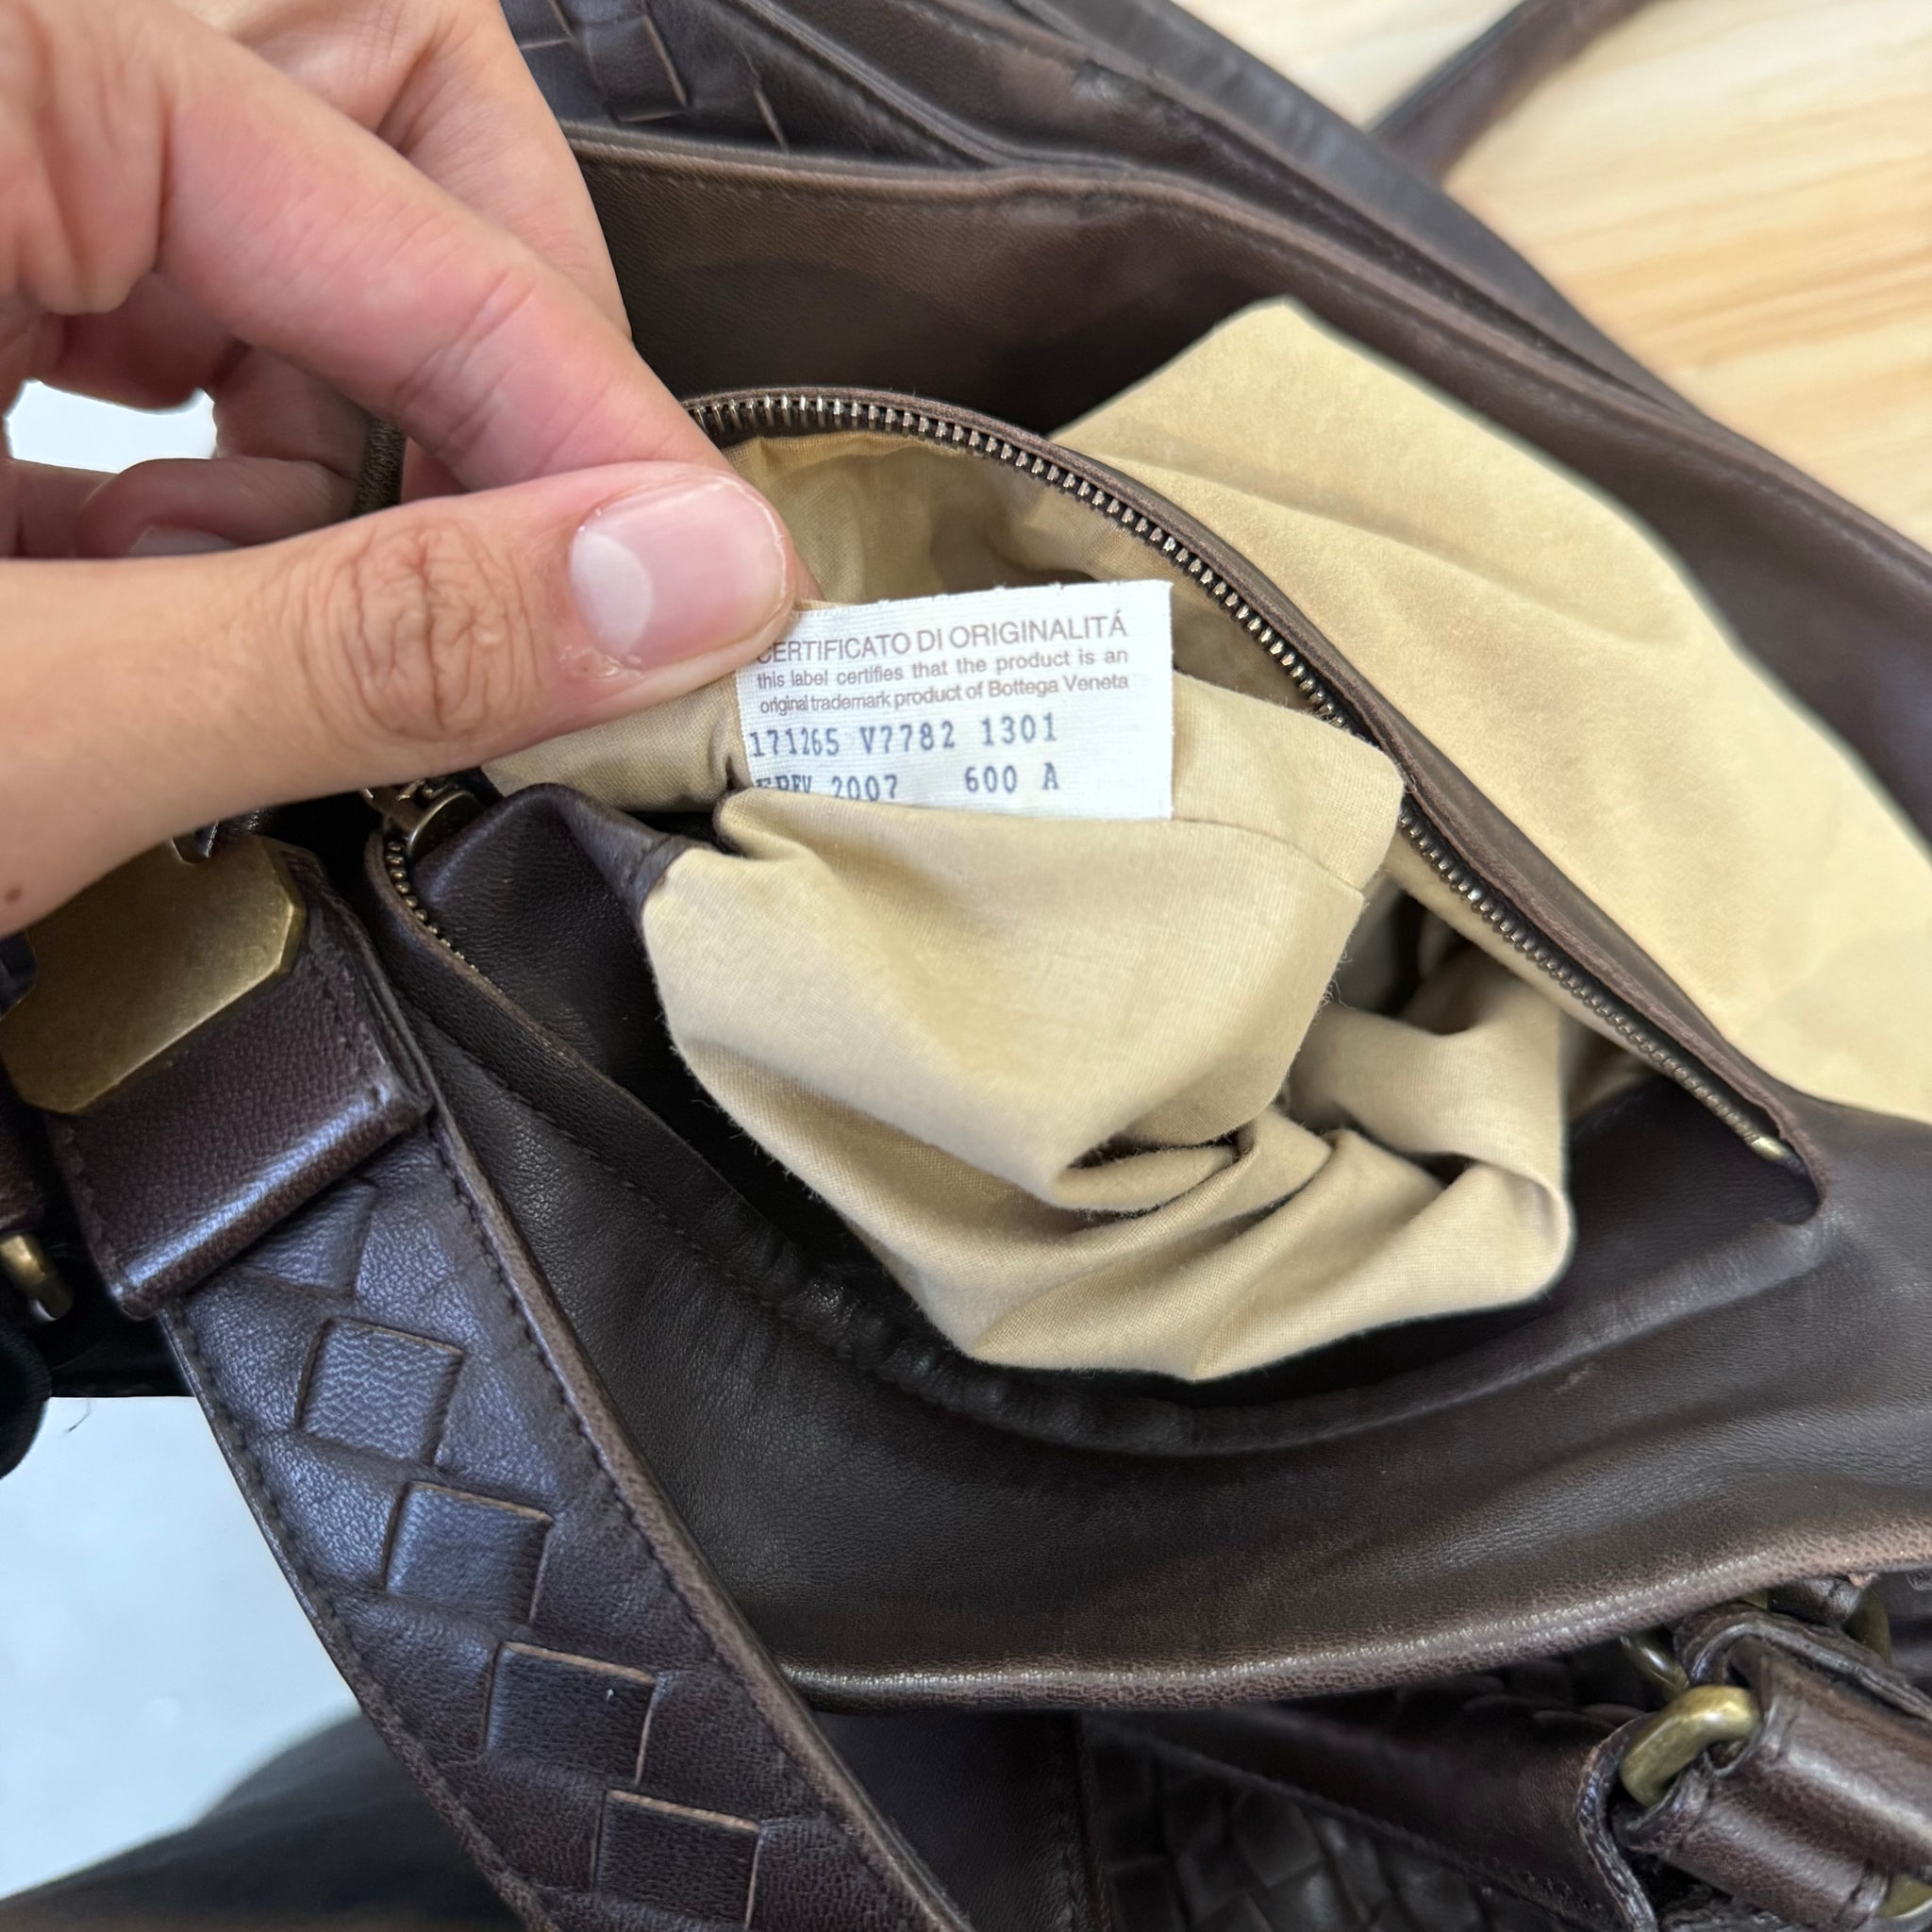 CERTIFICATO DI ORIGINALITÁ
this label certifies that the product is an
original trademark product of Bottega Veneta
171265 V7782 1301
2007 600 A